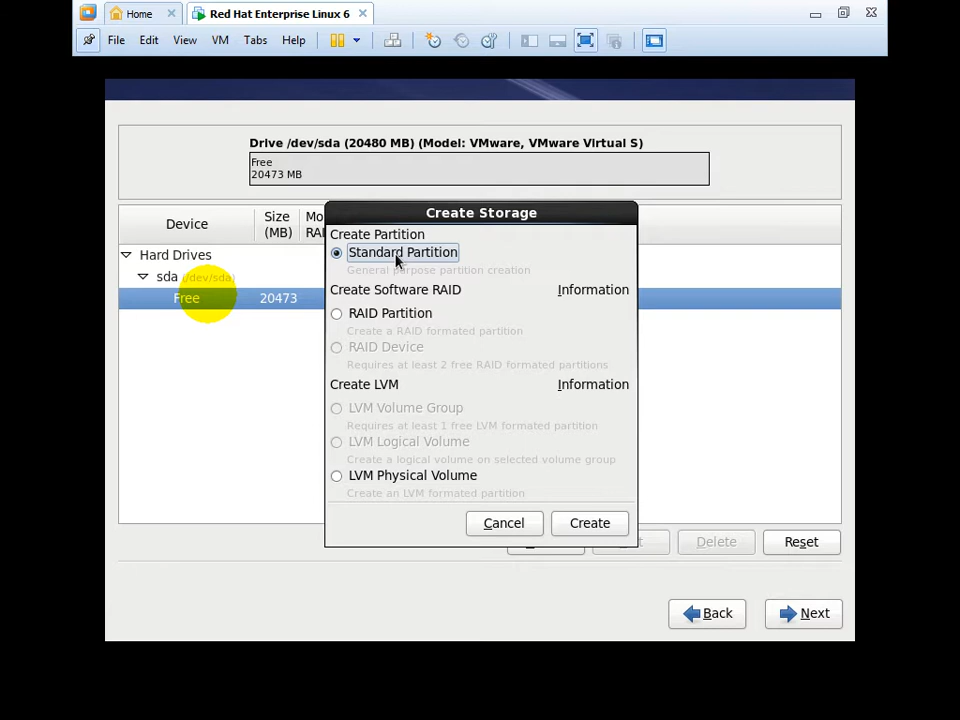 Home
Red Hat Enterprise Linux 6
File Edit View VM Tabs Help
Drive /dev/sda (20480 MB) (Model: VMware, VMware Virtual S)
Free
20473 MB
Device
Size
(MB)
Mo
RA
Hard Drives
sda (/dev/sda)
Free 20473
Create Storage
Create Partition
Standard Partition
General purpose partition creation
Create Software RAID Information
RAID Partition
Create a RAID formated partition
RAID Device
Requires at least 2 free RAID formated partitions
Create LVM Information
LVM Volume Group
Requires at least 1 free LVM formated partition
LVM Logical Volume
Create a logical volume on selected volume group
LVM Physical Volume
Create an LVM formated partition
Cancel Create
Delete Reset
Back Next